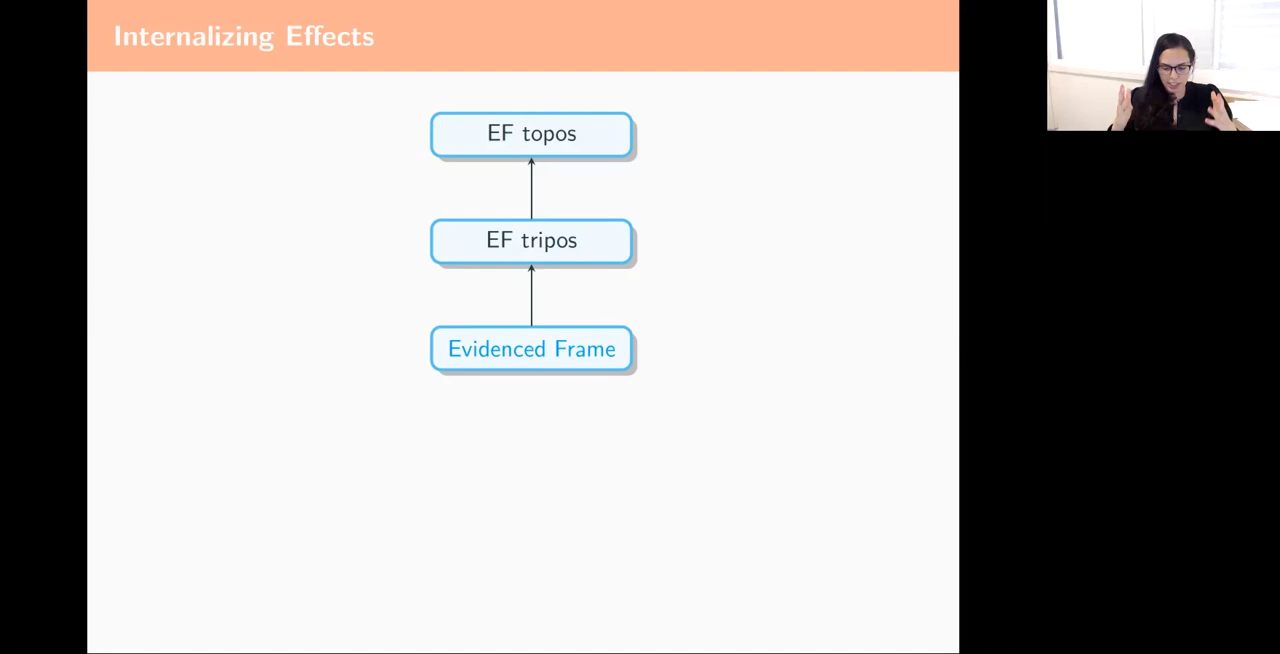 Internalizing Effects
EF topos
EF tripos
Evidenced Frame